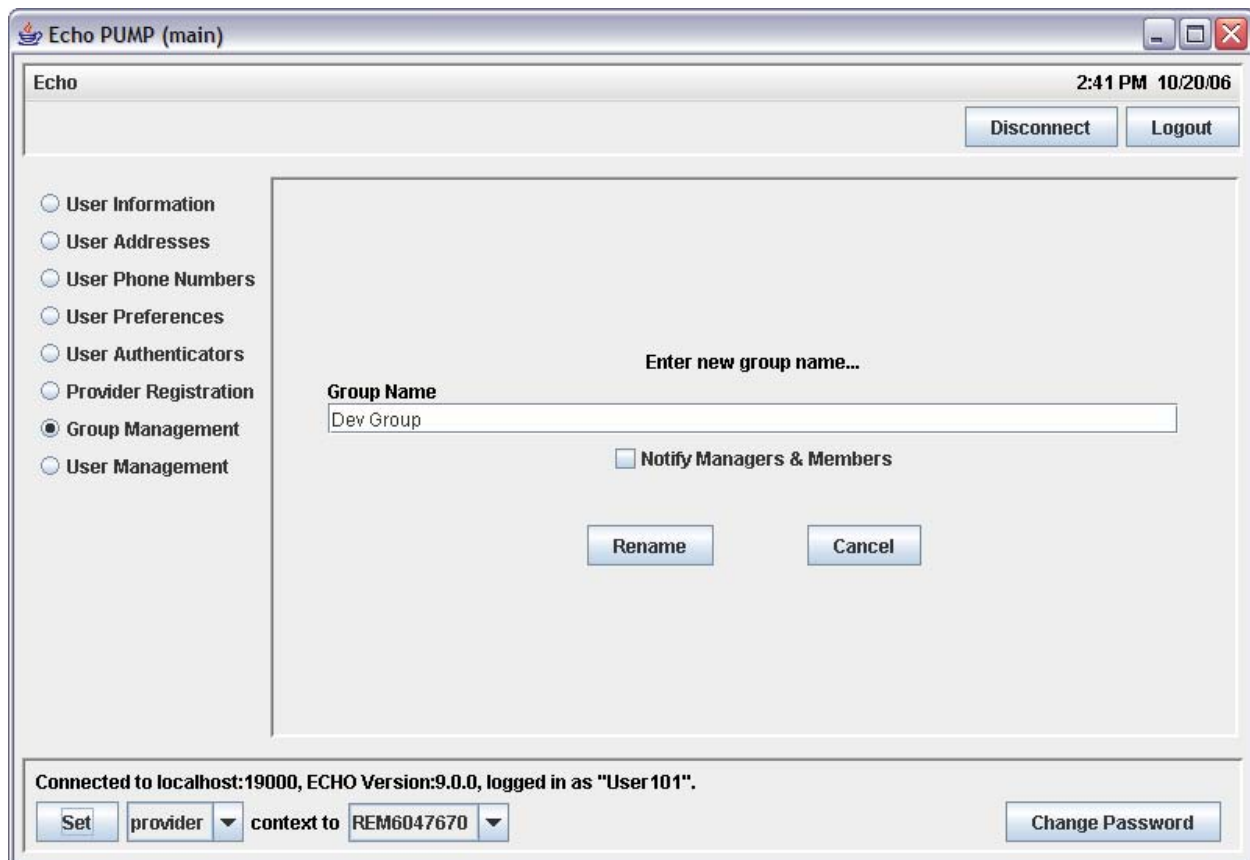 Echo PUMP (main)
Echo 2:41 PM 10/20/06
Disconnect Logout
User Information
User Addresses
User Phone Numbers
User Preferences
User Authenticators
Provider Registration
Group Management
User Management
Enter new group name...
Group Name
Dev Group
Notify Managers & Members
Rename Cancel
Connected to localhost:19000, ECHO Version:9.0.0, logged in as "User101".
Set provider context to REM6047670 Change Password